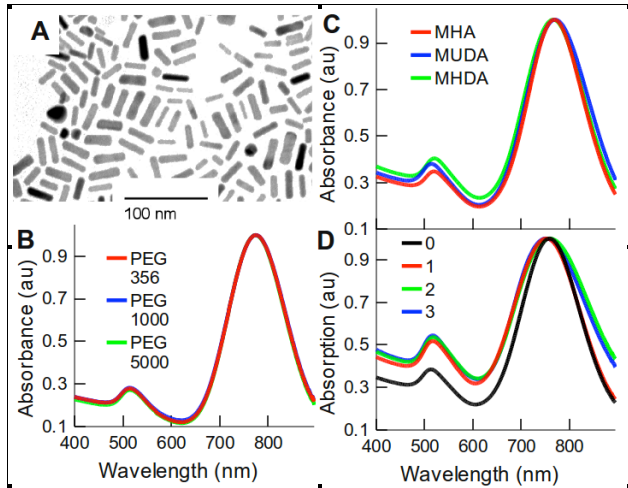 A
100 nm
B
Absorbance (au)
0.9
0.7
0.5
0.3
0.1
PEG
356
PEG
1000
PEG
5000
400 500 600 700 800
Wavelength (nm)
C
Absorbance (au)
0.9
0.7
0.5
0.3
MHA
MUDA
MHDA
D
Absorption (au)
0.9
0.7
0.5
0.3
0.1
0
1
2
3
400 500 600 700 800
Wavelength (nm)